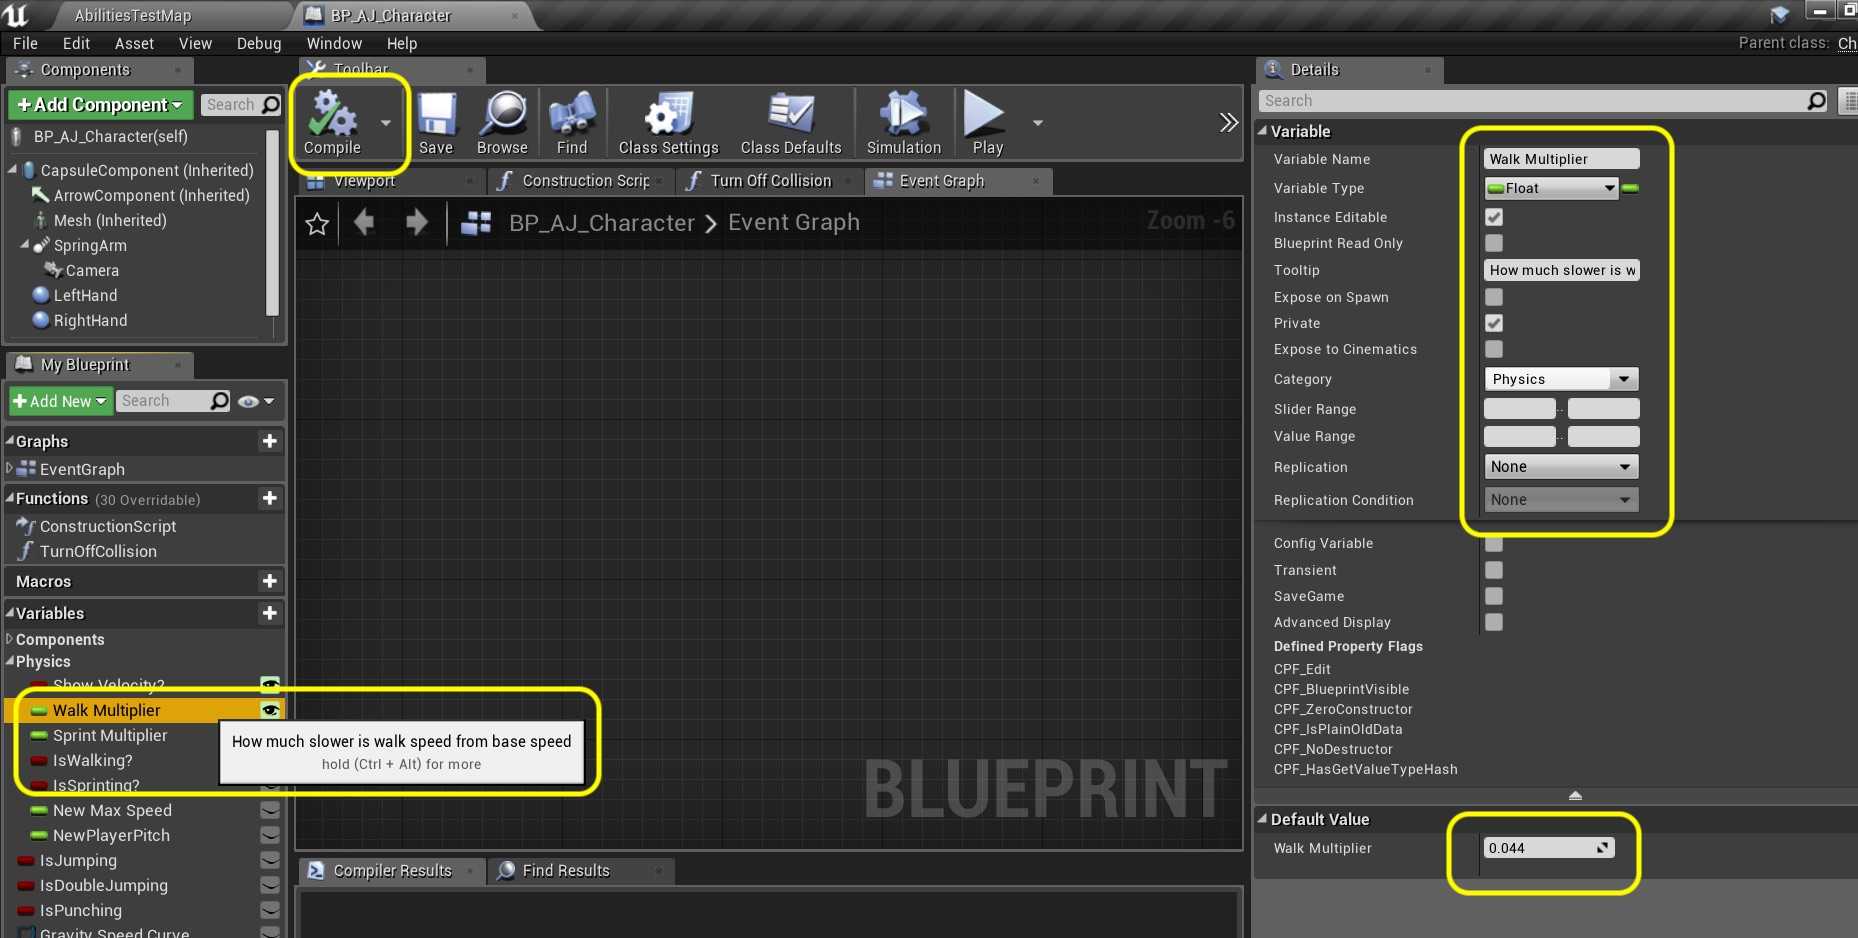 AbilitiesTestMap
BP_AJ_Character
File Edit Asset View Debug Window Help
Parent class: Ch
Components
Add Component
Search
BP_AJ_Character(self)
CapsuleComponent (Inherited)
ArrowComponent (Inherited)
Mesh (Inherited)
SpringArm
Camera
LeftHand
RightHand
My Blueprint
Add New
Search
Graphs
EventGraph
Functions (30 Overridable)
ConstructionScript
TurnOffCollision
Macros
Variables
Components
Physics
Show Velocity?
Walk Multiplier
Sprint Multiplier
IsWalking?
IsSprinting?
New Max Speed
NewPlayerPitch
IsJumping
IsDoubleJumping
IsPunching
Gravity Speed Curve
How much slower is walk speed from base speed
hold (Ctrl + Alt) for more
Toolbar
Compile Save Browse Find Class Settings Class Defaults Simulation Play
Viewport
Construction Scrip
Turn Off Collision
Event Graph
BP_AJ_Character > Event Graph
Zoom -6
BLUEPRINT
Compiler Results
Find Results
Details
Search
Variable
Variable Name Walk Multiplier
Variable Type Float
Instance Editable
Blueprint Read Only
Tooltip How much slower is w
Expose on Spawn
Private
Expose to Cinematics
Category Physics
Slider Range ..
Value Range ..
Replication None
Replication Condition None
Config Variable
Transient
SaveGame
Advanced Display
Defined Property Flags
CPF_Edit
CPF_BlueprintVisible
CPF_ZeroConstructor
CPF_IsPlainOldData
CPF_NoDestructor
CPF_HasGetValueTypeHash
Default Value
Walk Multiplier 0.044